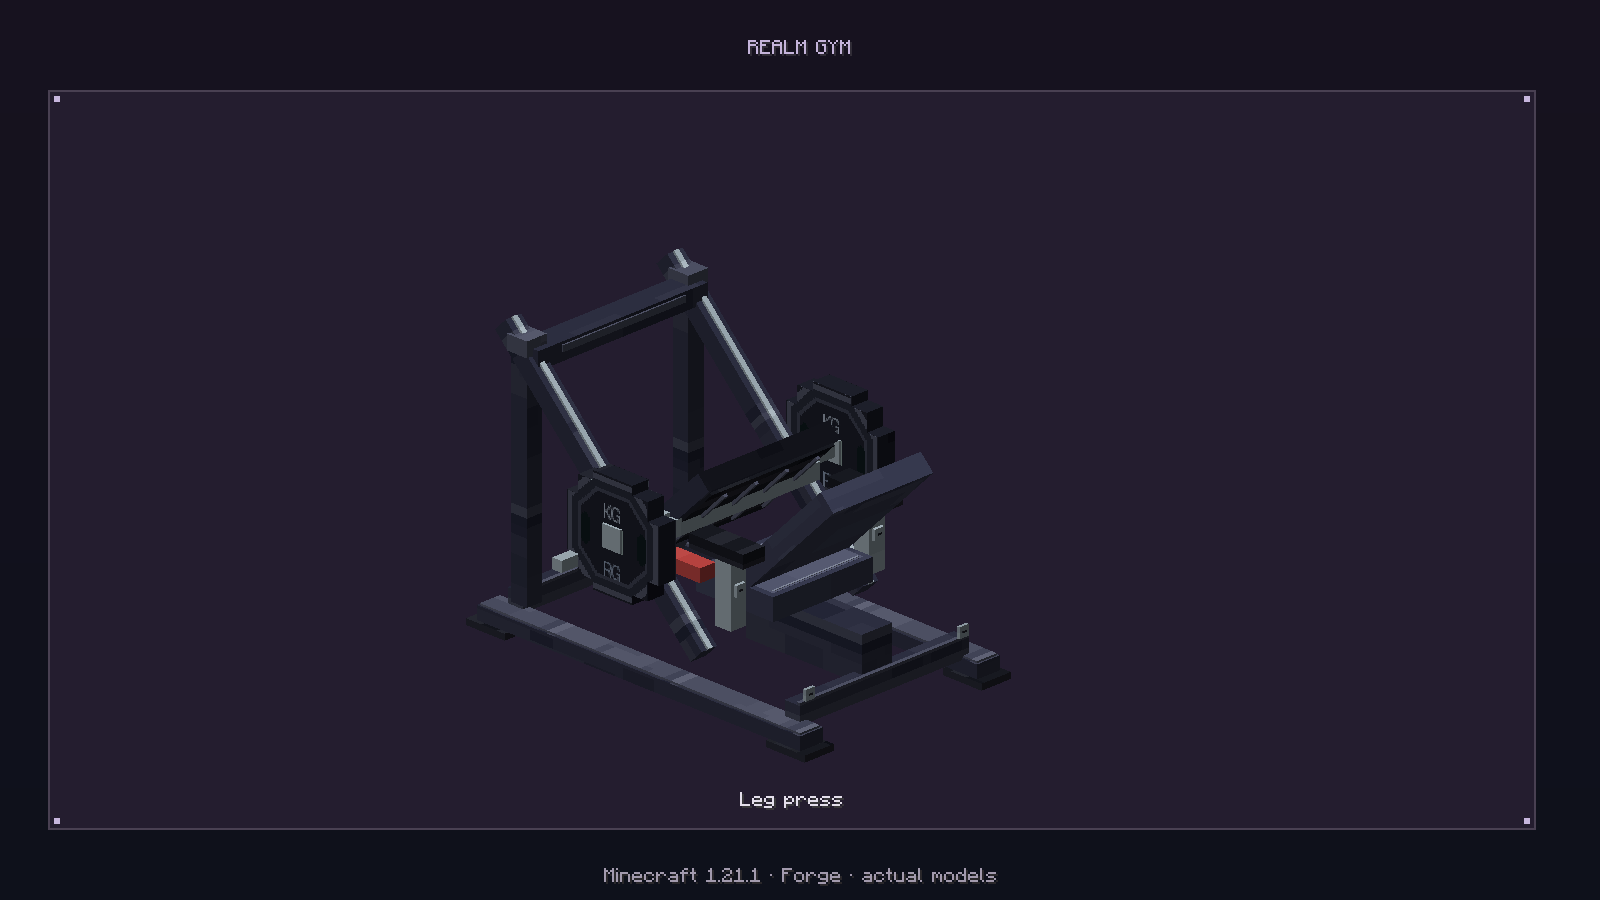 REALM GYM
KG
KG
Leg press
Minecraft 1.21.1 · Forge · actual models